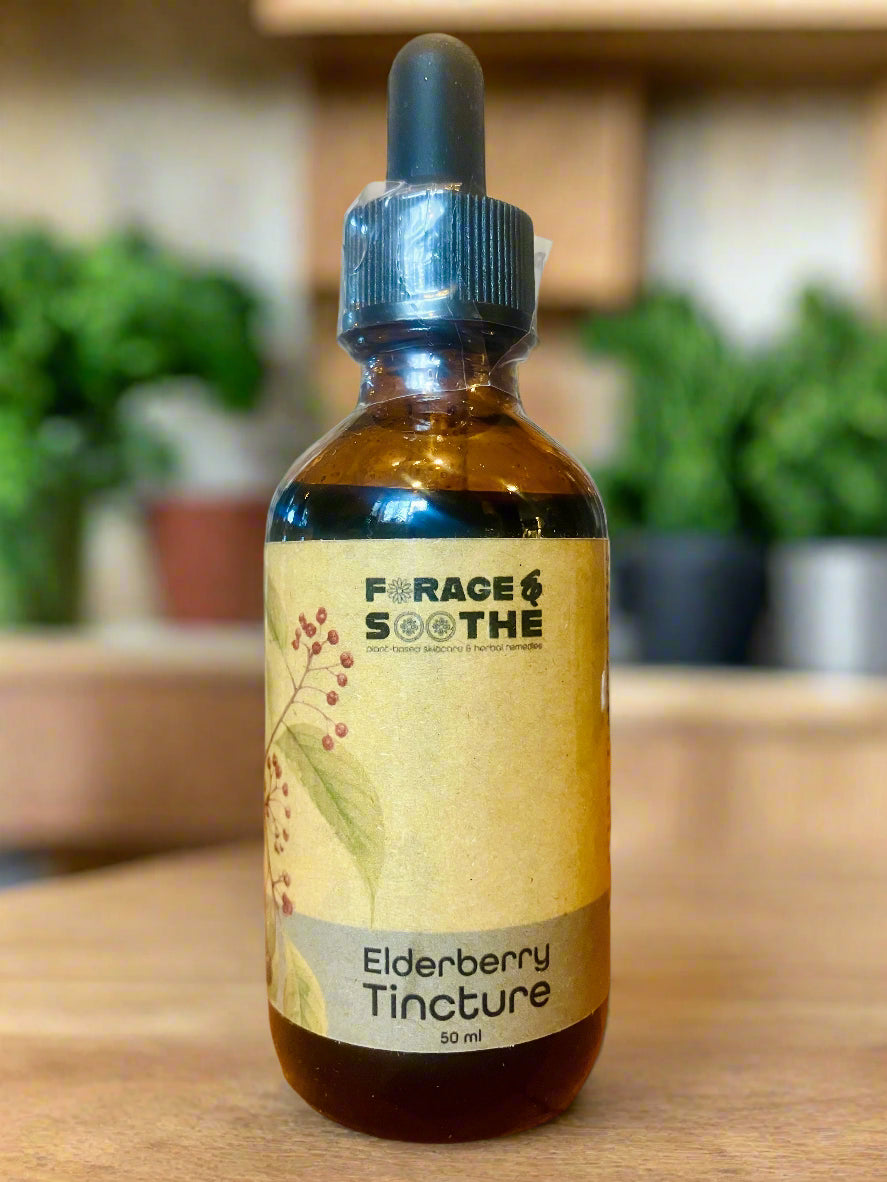 FORAGE &
SOOTHE
plant-based skincare & herbal remedies
Elderberry
Tincture
50 ml